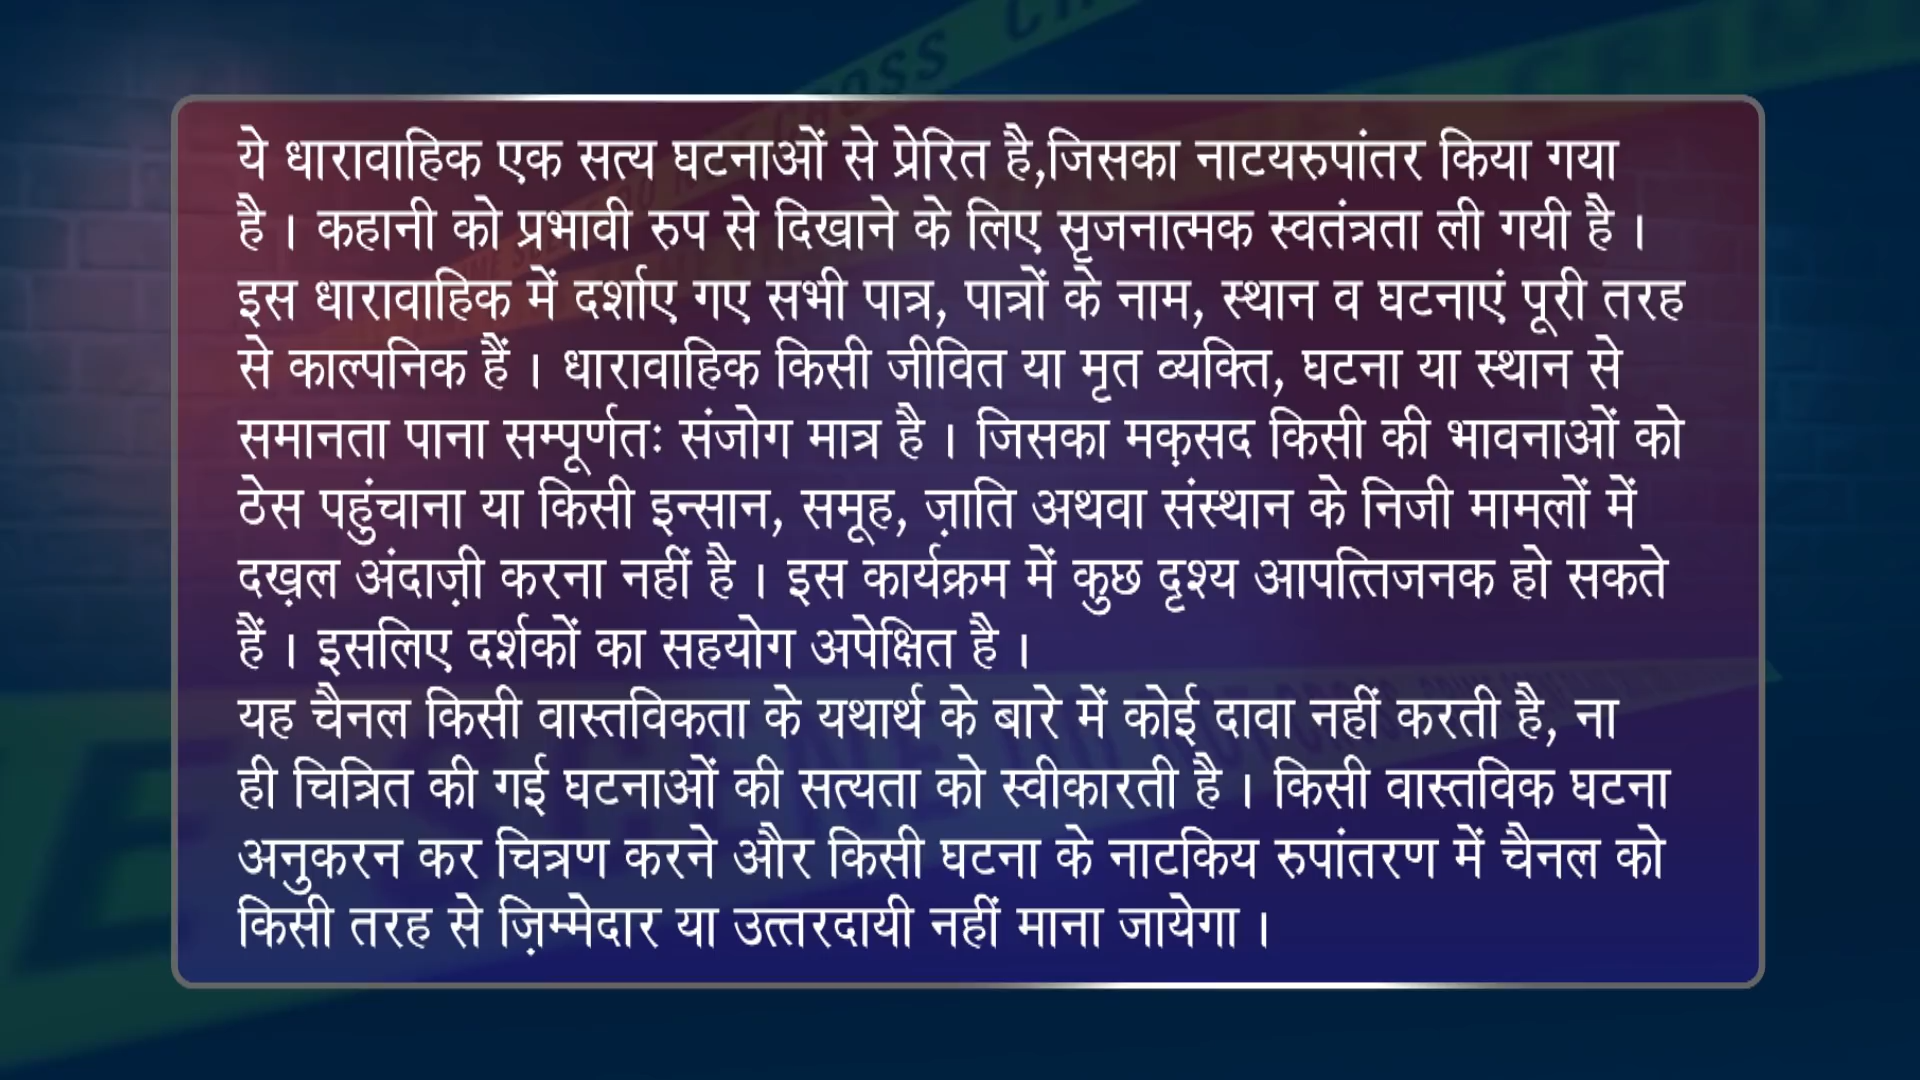 ये धारावाहिक एक सत्य घटनाओं से प्रेरित है,जिसका नाटयरुपांतर किया गया
है । कहानी को प्रभावी रुप से दिखाने के लिए सृजनात्मक स्वतंत्रता ली गयी है ।
इस धारावाहिक में दर्शाए गए सभी पात्र, पात्रों के नाम, स्थान व घटनाएं पूरी तरह
से काल्पनिक हैं । धारावाहिक किसी जीवित या मृत व्यक्ति, घटना या स्थान से
समानता पाना सम्पूर्णतः संजोग मात्र है । जिसका मक़सद किसी की भावनाओं को
ठेस पहुंचाना या किसी इन्सान, समूह, ज़ाति अथवा संस्थान के निजी मामलों में
दख़ल अंदाज़ी करना नहीं है । इस कार्यक्रम में कुछ दृश्य आपत्तिजनक हो सकते
हैं । इसलिए दर्शकों का सहयोग अपेक्षित है ।
यह चैनल किसी वास्तविकता के यथार्थ के बारे में कोई दावा नहीं करती है, ना
ही चित्रित की गई घटनाओं की सत्यता को स्वीकारती है । किसी वास्तविक घटना
अनुकरन कर चित्रण करने और किसी घटना के नाटकिय रुपांतरण में चैनल को
किसी तरह से ज़िम्मेदार या उत्तरदायी नहीं माना जायेगा ।